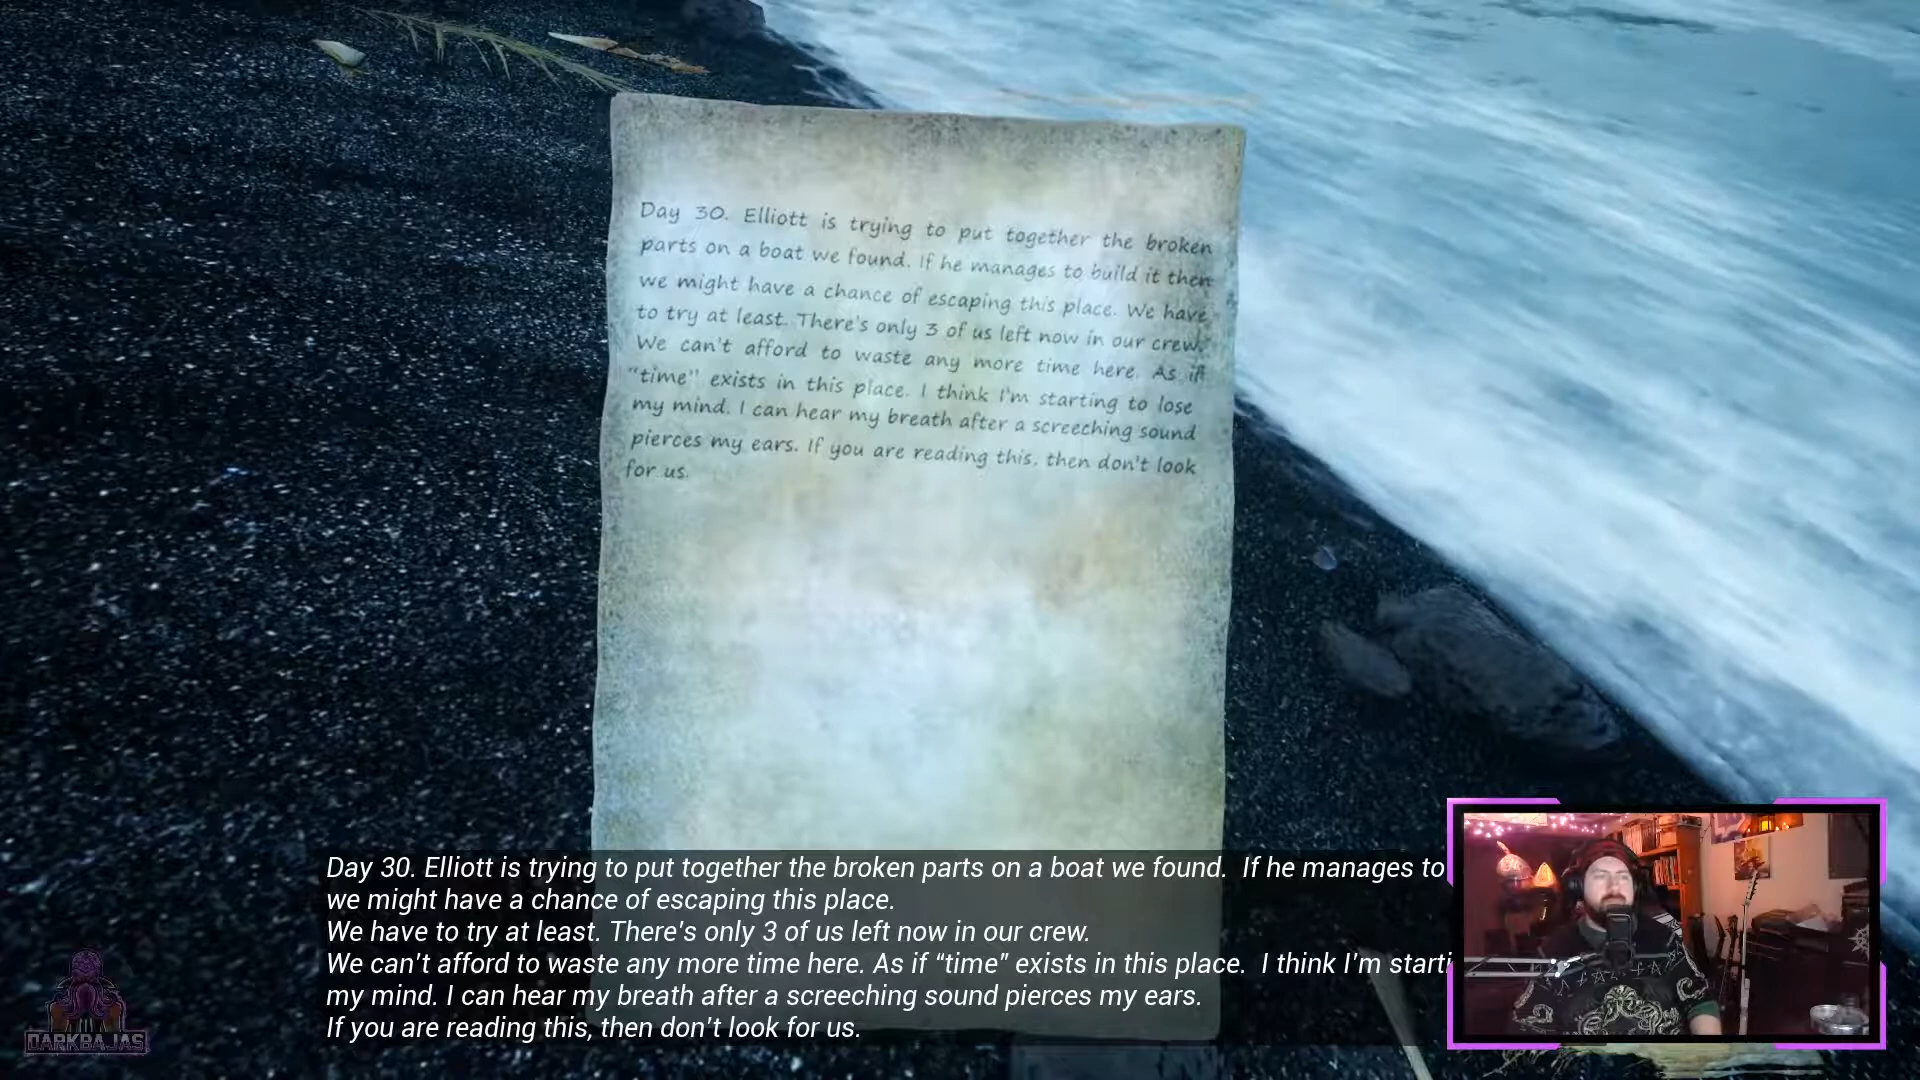 Day 30. Elliott is trying to put together the broken
parts on a boat we found. If he manages to build it then
we might have a chance of escaping this place. We have
to try at least. There's only 3 of us left now in our crew.
We can't afford to waste any more time here. As if
"time" exists in this place. I think I'm starting to lose
my mind. I can hear my breath after a screeching sound
pierces my ears. If you are reading this, then don't look
for us.
Day 30. Elliott is trying to put together the broken parts on a boat we found.  If he manages to
we might have a chance of escaping this place.
We have to try at least. There's only 3 of us left now in our crew.
We can't afford to waste any more time here. As if “time” exists in this place.  I think I'm starti
my mind. I can hear my breath after a screeching sound pierces my ears.
If you are reading this, then don't look for us.
DARKBAJAS